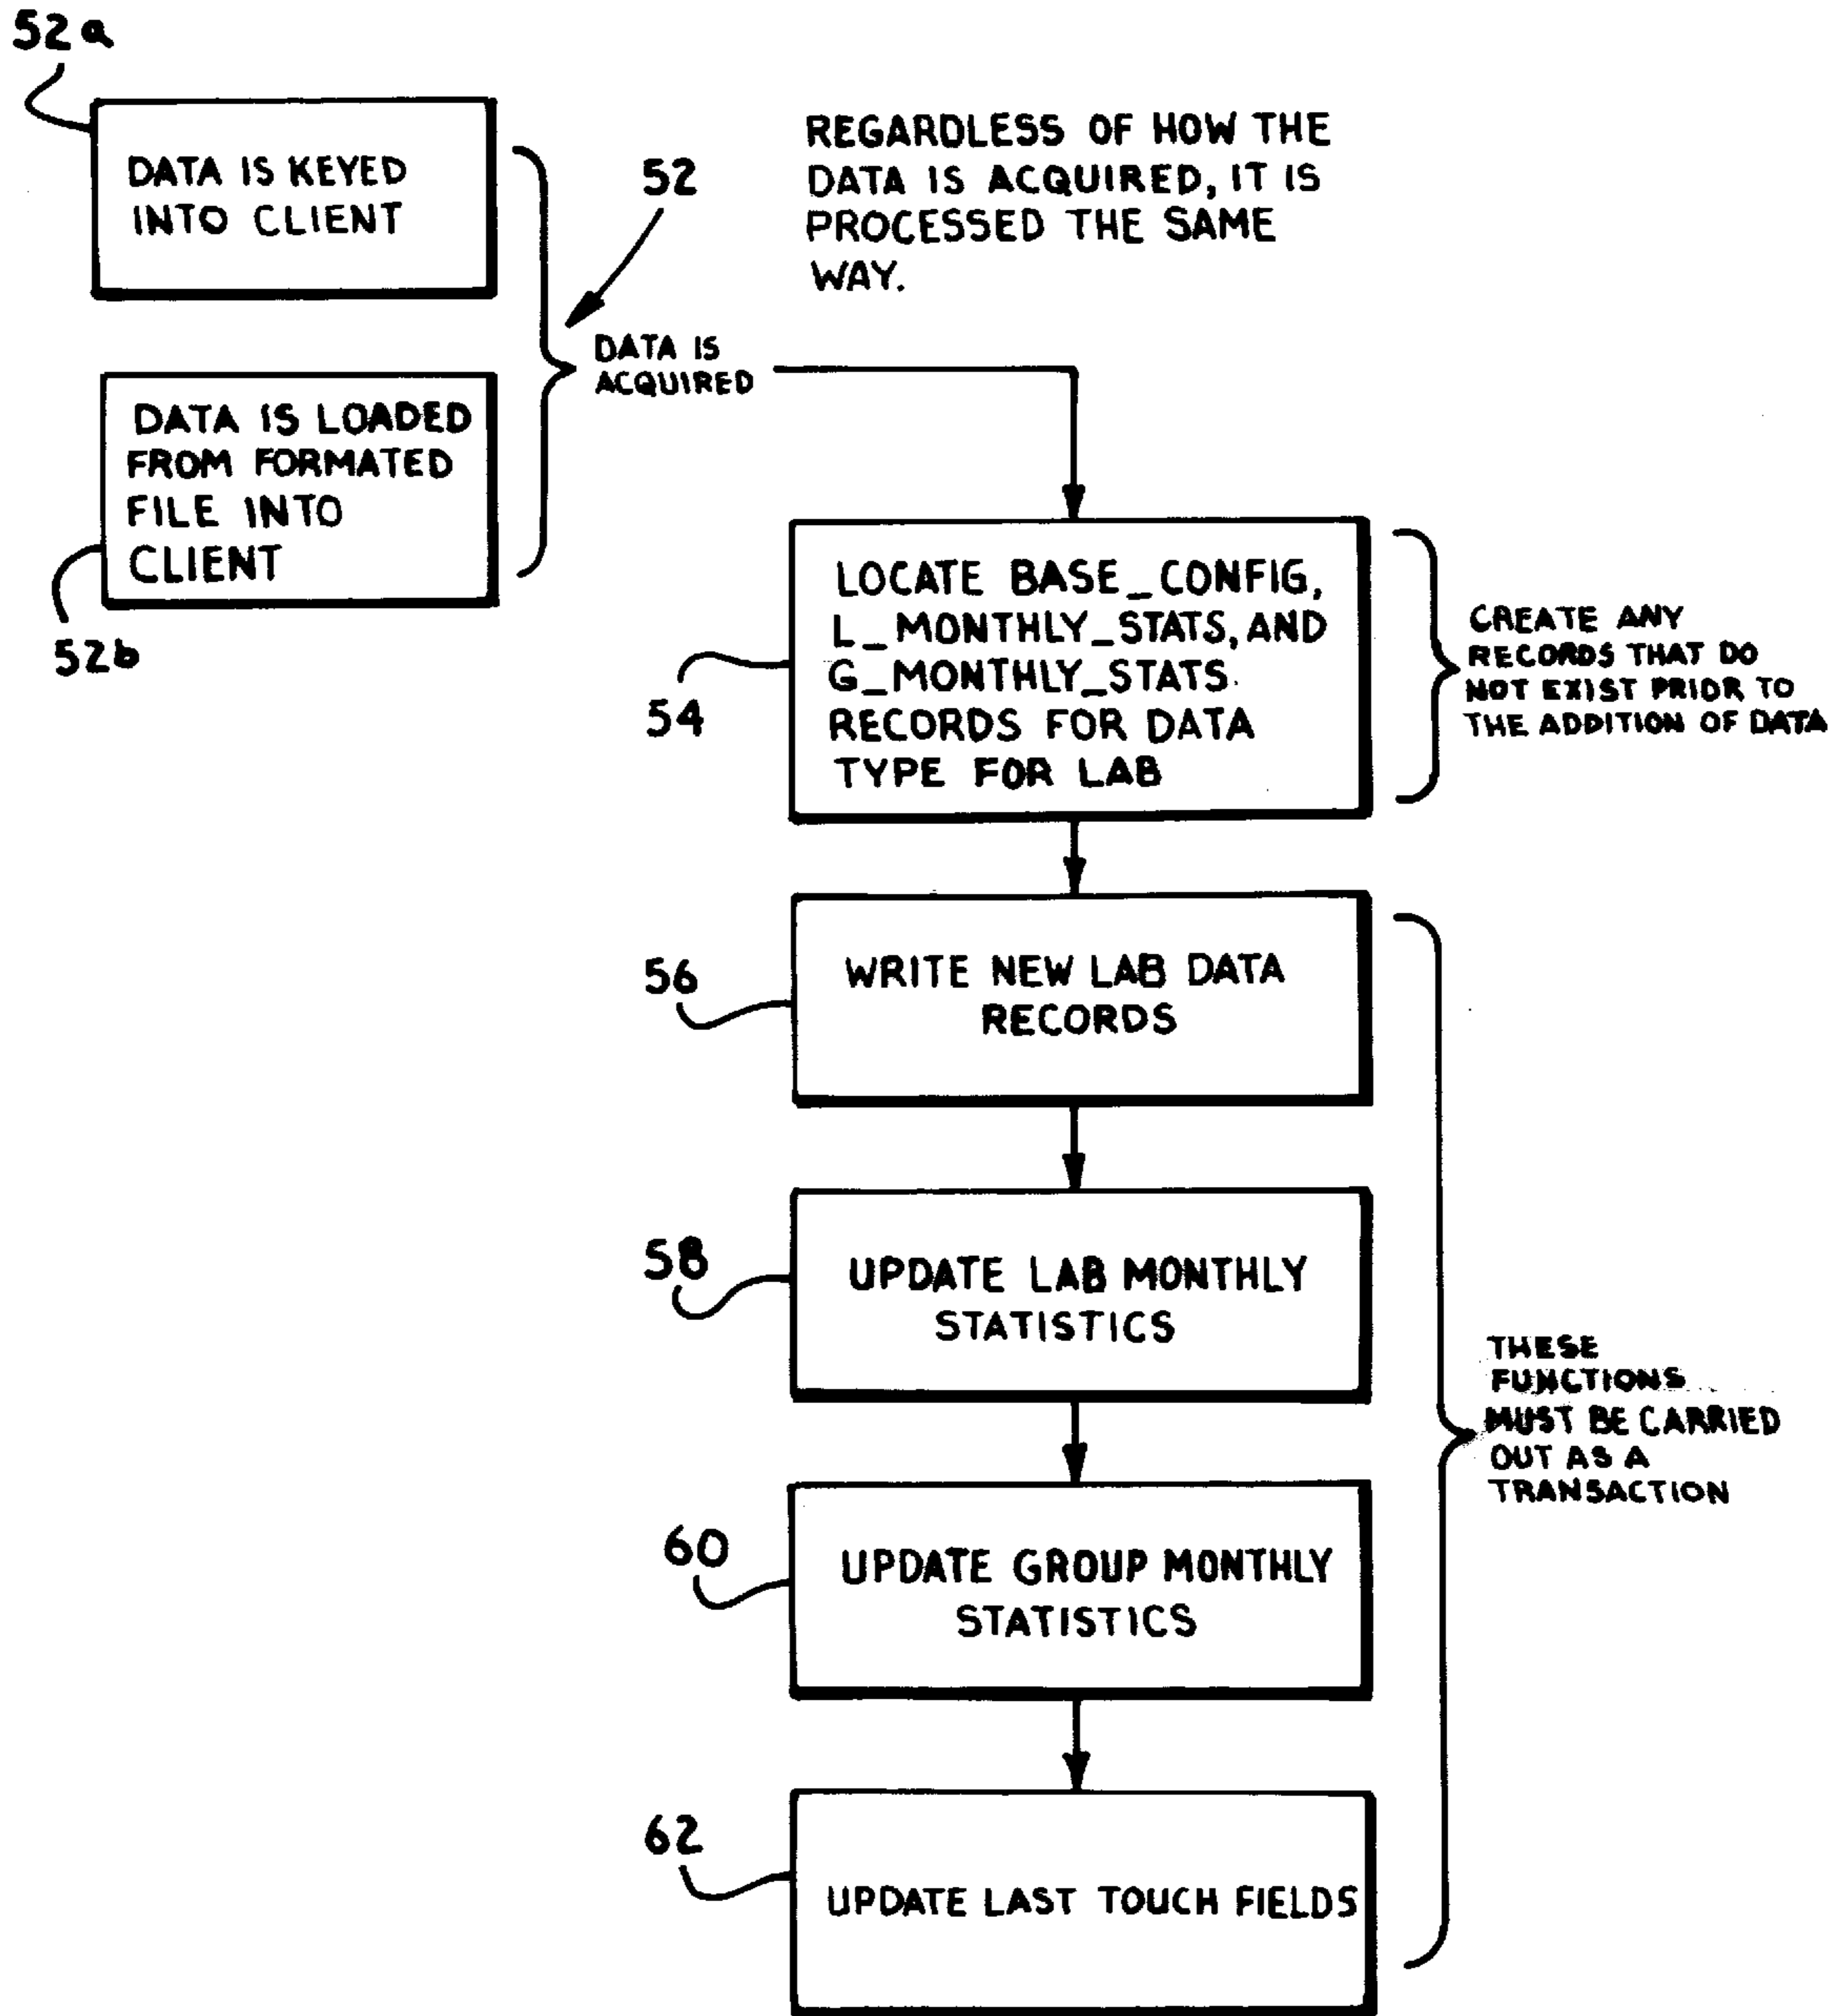 52a
DATA IS KEYED
INTO CLIENT
52
REGARDLESS OF HOW THE
DATA IS ACQUIRED, IT IS
PROCESSED THE SAME
WAY.
DATA IS
ACQUIRED
DATA IS LOADED
FROM FORMATED
FILE INTO
CLIENT
52b
54
LOCATE BASE_CONFIG,
L_MONTHLY_STATS, AND
G_MONTHLY_STATS
RECORDS FOR DATA
TYPE FOR LAB
CREATE ANY
RECORDS THAT DO
NOT EXIST PRIOR TO
THE ADDITION OF DATA
56
WRITE NEW LAB DATA
RECORDS
58
UPDATE LAB MONTHLY
STATISTICS
THESE
FUNCTIONS
MUST BE CARRIED
OUT AS A
TRANSACTION
60
UPDATE GROUP MONTHLY
STATISTICS
62
UPDATE LAST TOUCH FIELDS